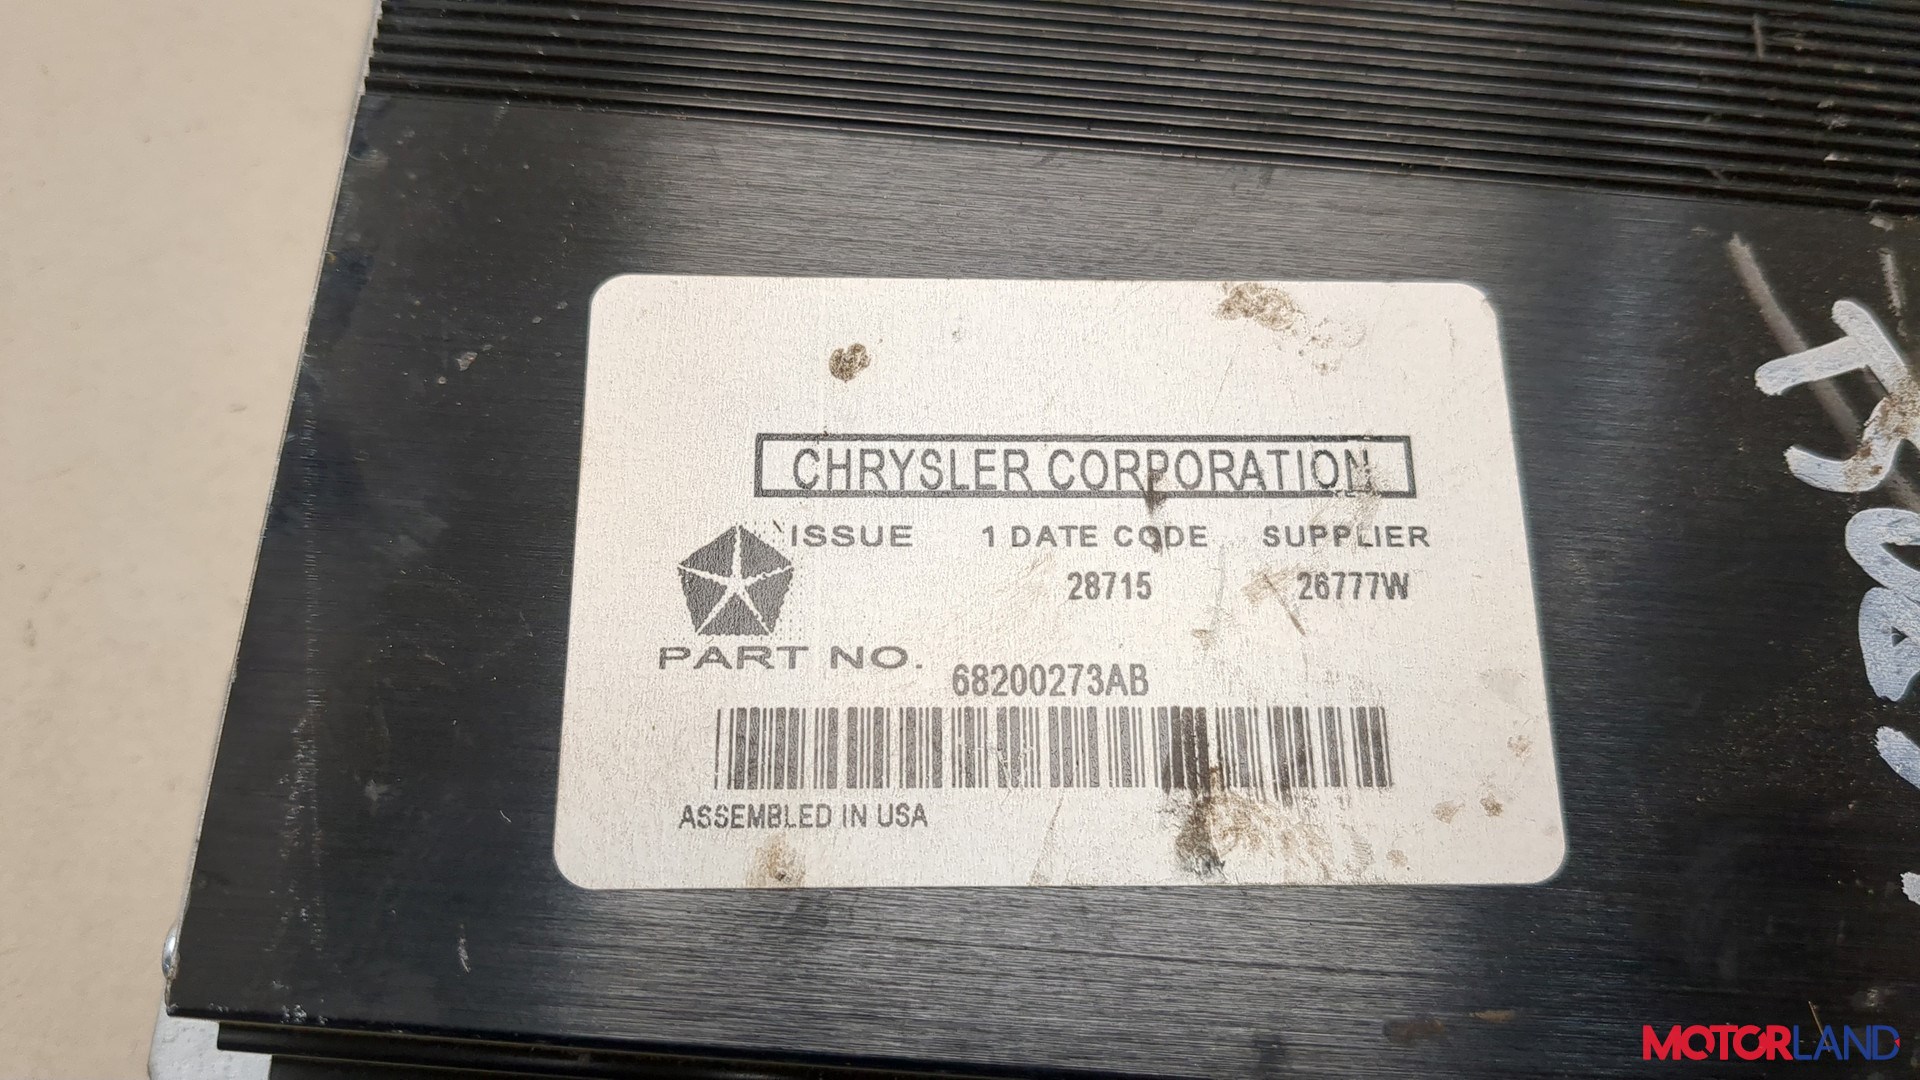 CHRYSLER CORPORATION
ISSUE 1 DATE CODE SUPPLIER
28715 26777W
PART NO. 68200273AB
ASSEMBLED IN USA
MOTORLAND